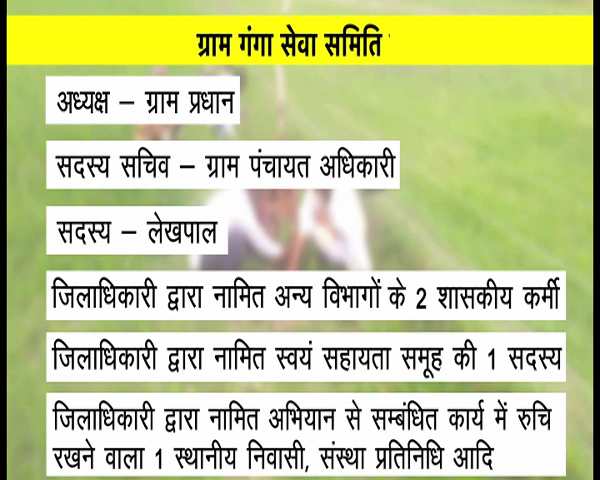 ग्राम गंगा सेवा समिति
अध्यक्ष – ग्राम प्रधान
सदस्य सचिव – ग्राम पंचायत अधिकारी
सदस्य – लेखपाल
जिलाधिकारी द्वारा नामित अन्य विभागों के 2 शासकीय कर्मी
जिलाधिकारी द्वारा नामित स्वयं सहायता समूह की 1 सदस्य
जिलाधिकारी द्वारा नामित अभियान से सम्बंधित कार्य में रुचि
रखने वाला 1 स्थानीय निवासी, संस्था प्रतिनिधि आदि